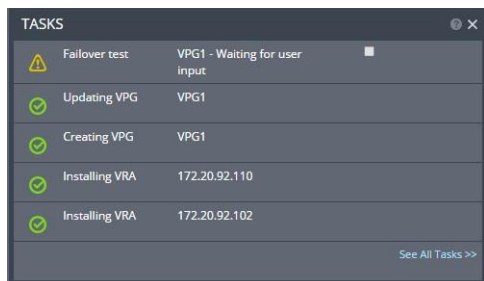 TASKS
Failover test VPG1 - Waiting for user
input
Updating VPG VPG1
Creating VPG VPG1
Installing VRA 172.20.92.110
Installing VRA 172.20.92.102
See All Tasks >>